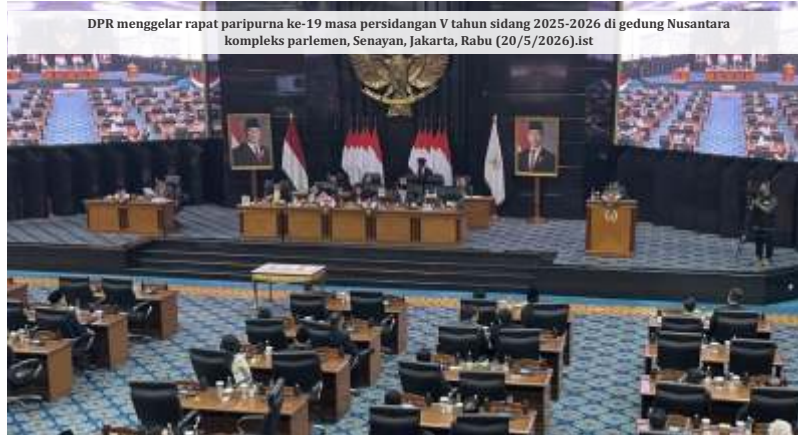 DPR menggelar rapat paripurna ke-19 masa persidangan V tahun sidang 2025-2026 di gedung Nusantara
kompleks parlemen, Senayan, Jakarta, Rabu (20/5/2026).ist